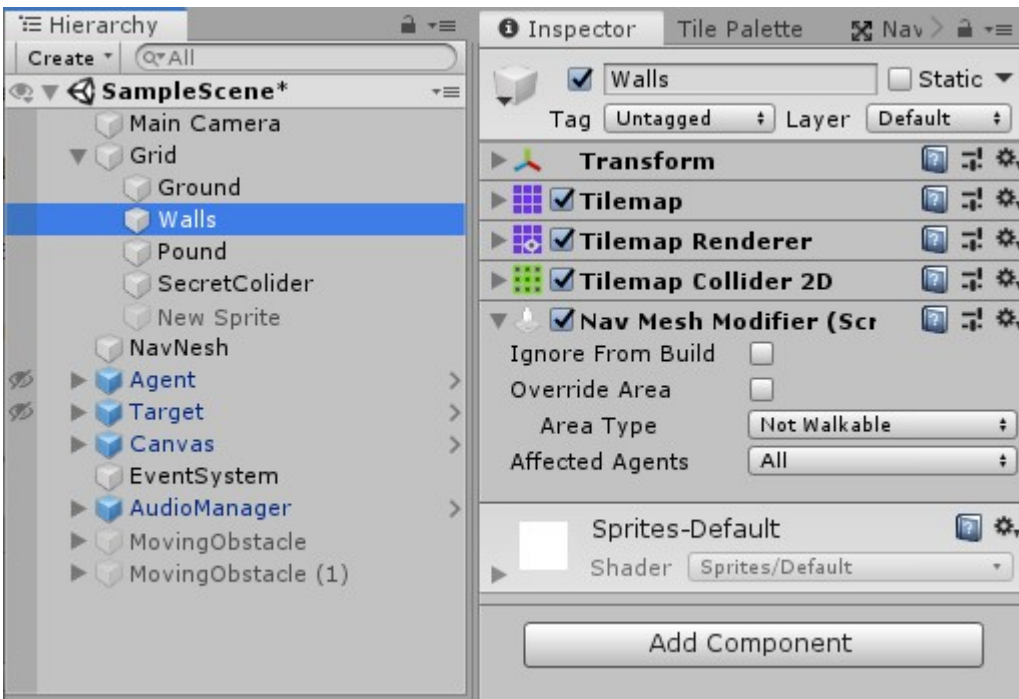 Hierarchy
Create
All
SampleScene*
Main Camera
Grid
Ground
Walls
Pound
SecretColider
New Sprite
NavNesh
Agent
Target
Canvas
EventSystem
AudioManager
MovingObstacle
MovingObstacle (1)
Inspector Tile Palette Nav
Walls Static
Tag Untagged Layer Default
Transform
Tilemap
Tilemap Renderer
Tilemap Collider 2D
Nav Mesh Modifier (Scr
Ignore From Build
Override Area
Area Type Not Walkable
Affected Agents All
Sprites-Default
Shader Sprites/Default
Add Component